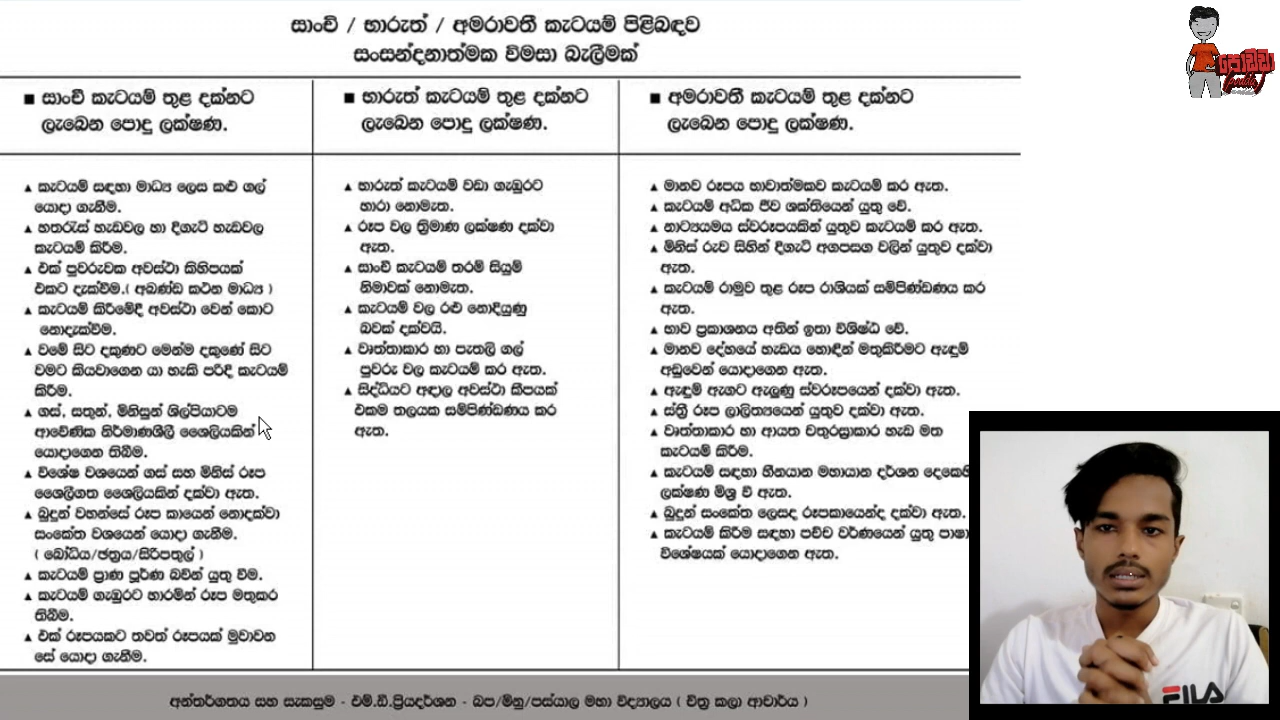 සාංචි / භාරුත් / අමරාවතී කැටයම් පිළිබඳව
සංසන්දනාත්මක විමසා බැලීමක්
■ සාංචි කැටයම් තුළ දක්නට
ලැබෙන පොදු ලක්ෂණ.
▲ කැටයම් සඳහා මාධ්‍ය ලෙස කළු ගල්
යොදා ගැනීම.
▲ හතරැස් හැඩවල හා දිගැටි හැඩවල
කැටයම් කිරීම.
▲ එක් පුවරුවක අවස්ථා කිහිපයක්
එකට දැක්වීම.( අඛණ්ඩ කථන මාධ්‍ය )
▲ කැටයම් කිරීමේදී අවස්ථා වෙන් කොට
නොදැක්වීම.
▲ වමේ සිට දකුණට මෙන්ම දකුණේ සිට
වමට කියවාගෙන යා හැකි පරිදි කැටයම්
කිරීම.
▲ ගස්, සතුන්, මිනිසුන් ශිල්පියාටම
ආවේණික නිර්මාණශීලී ශෛලියකින්
යොදාගෙන තිබීම.
▲ විශේෂ වශයෙන් ගස් සහ මිනිස් රූප
ශෛලීගත ශෛලියකින් දක්වා ඇත.
▲ බුදුන් වහන්සේ රූප කායෙන් නොදක්වා
සංකේත වශයෙන් යොදා ගැනීම.
( බෝධිය/ඡත්‍රය/සිරිපතුල් )
▲ කැටයම් ප්‍රාණ පූර්ණ බවින් යුතු වීම.
▲ කැටයම් ගැඹුරට හාරමින් රූප මතුකර
තිබීම.
▲ එක් රූපයකට තවත් රූපයක් මුවාවන
සේ යොදා ගැනීම.
■ භාරුත් කැටයම් තුළ දක්නට
ලැබෙන පොදු ලක්ෂණ.
▲ භාරුත් කැටයම් වඩා ගැඹුරට
හාරා නොමැත.
▲ රූප වල ත්‍රිමාණ ලක්ෂණ දක්වා
ඇත.
▲ සාංචි කැටයම් තරම් සියුම්
නිමාවක් නොමැත.
▲ කැටයම් වල රළු නොදියුණු
බවක් දක්වයි.
▲ වෘත්තාකාර හා පැතලි ගල්
පුවරු වල කැටයම් කර ඇත.
▲ සිද්ධියට අඳාල අවස්ථා කීපයක්
එකම තලයක සම්පිණ්ඩණය කර
ඇත.
■ අමරාවතී කැටයම් තුළ දක්නට
ලැබෙන පොදු ලක්ෂණ.
▲ මානව රූපය භාවාත්මකව කැටයම් කර ඇත.
▲ කැටයම් අධික ජීව ශක්තියෙන් යුතු වේ.
▲ නාට්‍යයමය ස්වරූපයකින් යුතුව කැටයම් කර ඇත.
▲ මිනිස් රුව සිහින් දිගැටි අගපසග වලින් යුතුව දක්වා
ඇත.
▲ කැටයම් රාමුව තුළ රූප රාශියක් සම්පිණ්ඩණය කර
ඇත.
▲ භාව ප්‍රකාශනය අතින් ඉතා විශිෂ්ඨ වේ.
▲ මානව දේහයේ හැඩය හොඳින් මතුකිරීමට ඇඳුම්
අඩුවෙන් යොදාගෙන ඇත.
▲ ඇඳුම් ඇගට ඇලුණු ස්වරූපයෙන් දක්වා ඇත.
▲ ස්ත්‍රී රූප ලාලිත්‍යයෙන් යුතුව දක්වා ඇත.
▲ වෘත්තාකාර හා ආයත චතුරස්‍රාකාර හැඩ මත
කැටයම් කිරීම.
▲ කැටයම් සඳහා හීනයාන මහායාන දර්ශන
ලක්ෂණ මිශ්‍ර වී ඇත.
▲ බුදුන් සංකේත ලෙසද රූපකායෙන්ද දක්වා ඇත.
▲ කැටයම් කිරීම සඳහා පච්ච වර්ණයෙන් යුතු
විශේෂයක් යොදාගෙන ඇත.
අන්තර්ගතය සහ සැකසුම - එම්.ඩී.ප්‍රියදර්ශන - බප/මිනු/පස්යාල මහා විද්‍යාලය ( චිත්‍ර කලා ආචාර්ය )
පොඩ්ඩා
FILA